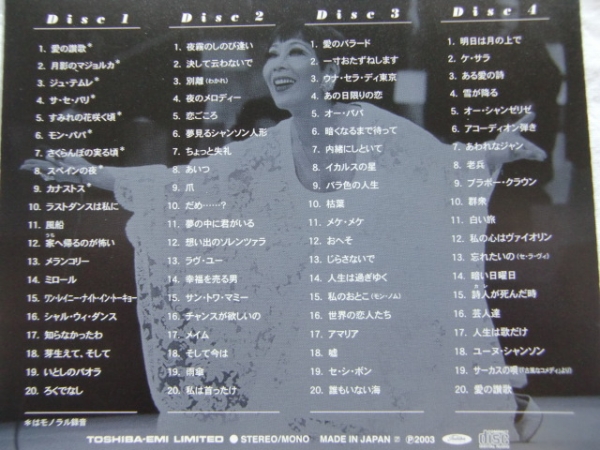 Disc 1
1. 愛の讃歌*
2. 月影のマジョルカ*
3. ジュ・テムレ*
4. サ・セ・パリ*
5. すみれの花咲く頃*
6. モン・パパ*
7. さくらんぼの実る頃*
8. スペインの夜*
9. カナストス*
10. ラストダンスは私に
11. 風船
12. 家へ帰るのが怖い
13. メランコリー
14. ミロール
15. ワン・レイニー・ナイト・イン・トーキョー
16. シャル・ウィ・ダンス
17. 知らなかったわ
18. 芽生えて、そして
19. いとしのパオラ
20. ろくでなし
*はモノラル録音
Disc 2
1. 夜霧のしのび逢い
2. 決して云わないで
3. 別離(わかれ)
4. 夜のメロディー
5. 恋ごころ
6. 夢見るシャンソン人形
7. ちょっと失礼
8. あいつ
9. 爪
10. だめ……?
11. 夢の中に君がいる
12. 想い出のソレンツァラ
13. ラヴ・ユー
14. 幸福を売る男
15. サン・トワ・マミー
16. チャンスが欲しいの
17. メイム
18. そして今は
19. 雨傘
20. 私は首ったけ
Disc 3
1. 愛のバラード
2. 一寸おたずねします
3. ウナ・セラ・ディ東京
4. あの日限りの恋
5. オー・パパ
6. 暗くなるまで待って
7. 内緒にしといて
8. イカルスの星
9. バラ色の人生
10. 枯葉
11. メケ・メケ
12. おへそ
13. じらさないで
14. 人生は過ぎゆく
15. 私のおとこ(モン・ノム)
16. 世界の恋人たち
17. アマリア
18. 嘘
19. セ・シ・ボン
20. 誰もいない海
Disc 4
1. 明日は月の上で
2. ケ・サラ
3. ある愛の詩
4. 雪が降る
5. オー・シャンゼリゼ
6. アコーディオン弾き
7. あわれなジャン
8. 老兵
9. ブラボー・クラウン
10. 群衆
11. 白い旅
12. 私の心はヴァイオリン
13. 忘れたいの(セ・ラ・ヴィ)
14. 暗い日曜日
15. 詩人が死んだ時
16. 芸人達
17. 人生は歌だけ
18. ユーヌ・シャンソン
19. サーカスの唄(「古風なコメディ」より)
20. 愛の讃歌
TOSHIBA-EMI LIMITED ● STEREO/MONO MADE IN JAPAN Ⓟ2003